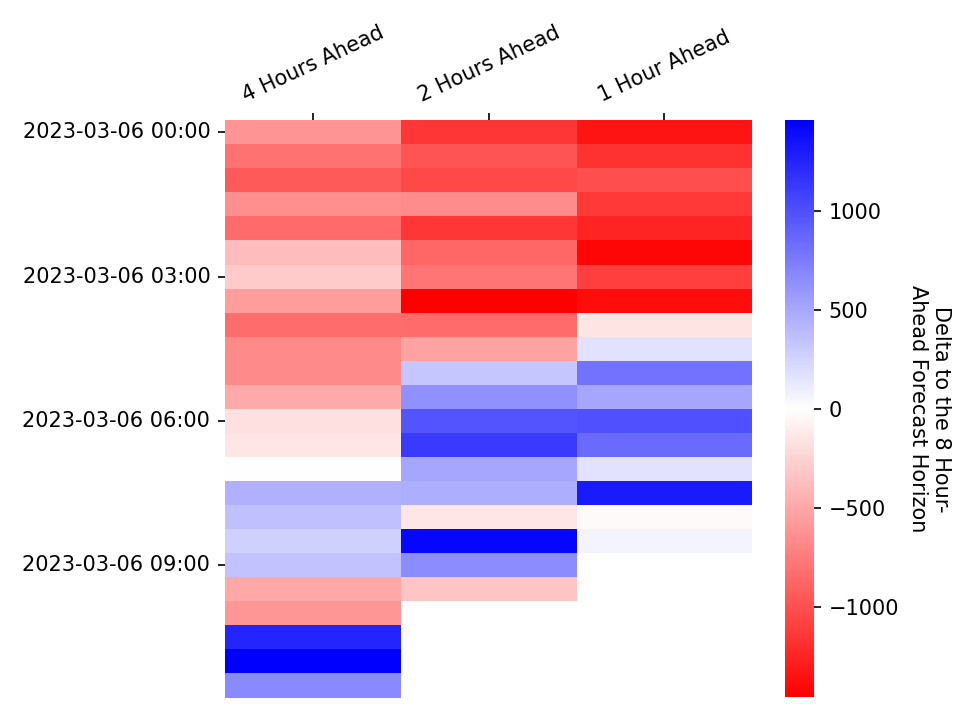 4 Hours Ahead
2 Hours Ahead
1 Hour Ahead
2023-03-06 00:00
2023-03-06 03:00
2023-03-06 06:00
2023-03-06 09:00
1000
500
0
−500
−1000
Delta to the 8 Hour-
Ahead Forecast Horizon